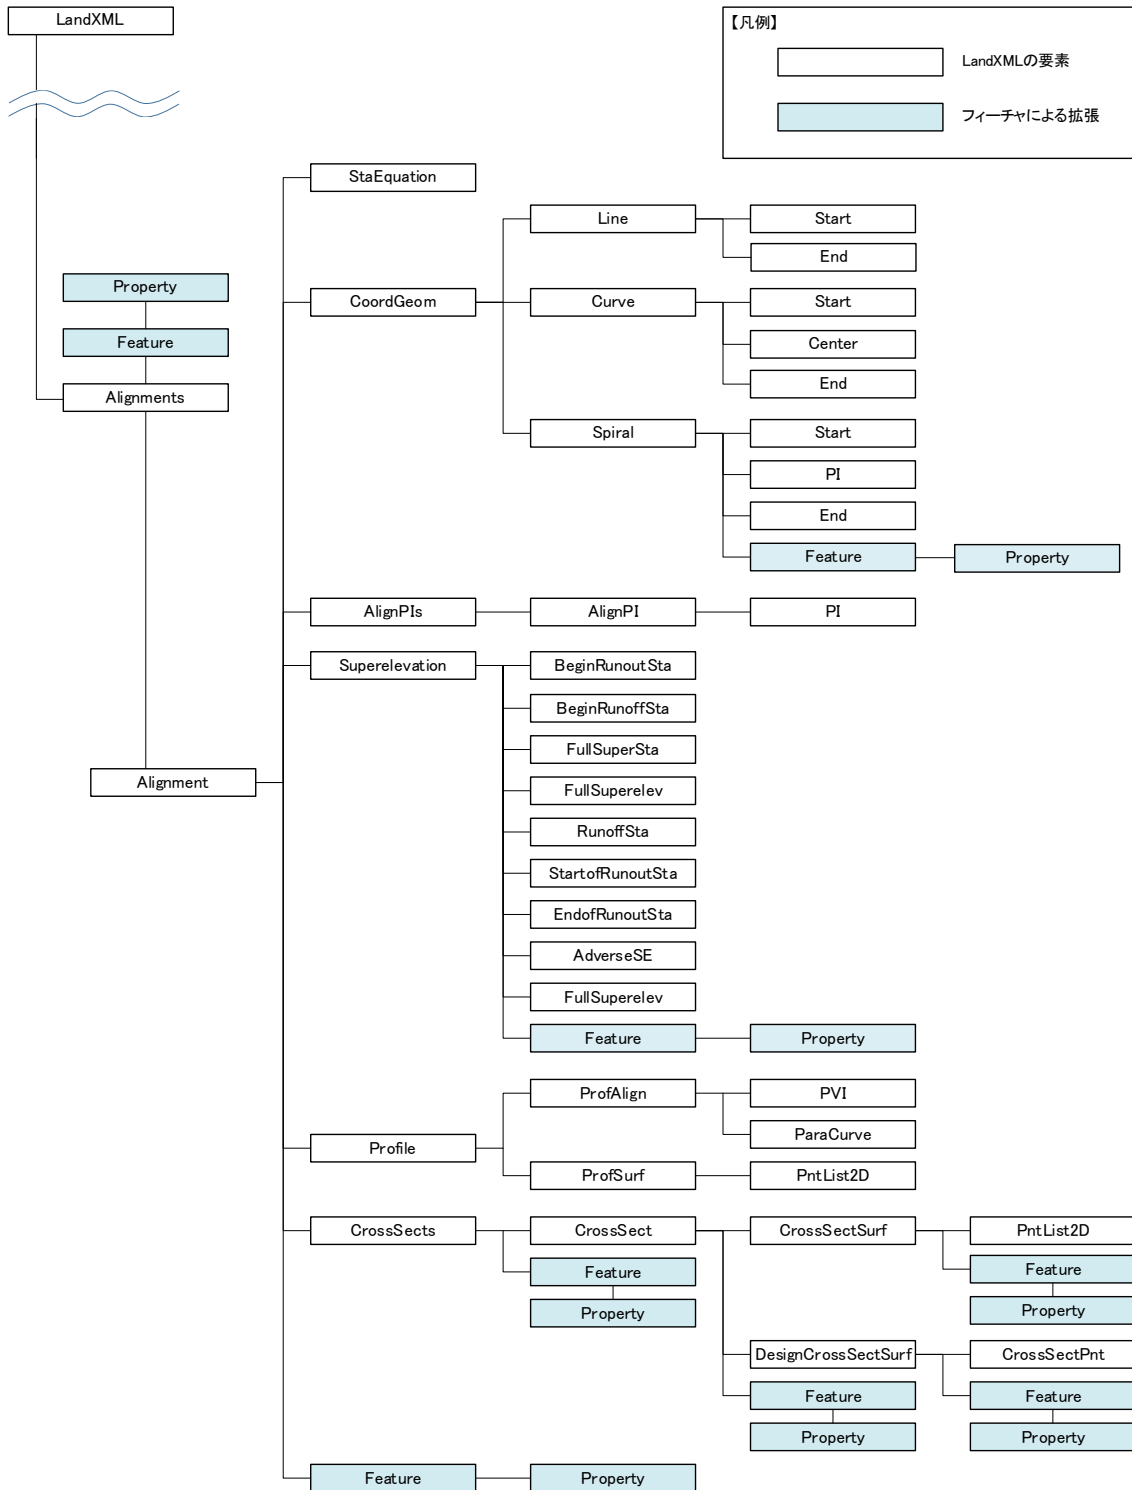 LandXML
【凡例】
LandXMLの要素
フィーチャによる拡張
StaEquation
Line
Start
End
Property
CoordGeom
Curve
Start
Feature
Center
Alignments
End
Spiral
Start
PI
End
Feature
Property
AlignPIs
AlignPI
PI
Superelevation
BeginRunoutSta
BeginRunoffSta
FullSuperSta
Alignment
FullSuperelev
RunoffSta
StartofRunoutSta
EndofRunoutSta
AdverseSE
FullSuperelev
Feature
Property
ProfAlign
PVI
ParaCurve
Profile
ProfSurf
PntList2D
CrossSects
CrossSect
CrossSectSurf
PntList2D
Feature
Feature
Property
Property
DesignCrossSectSurf
CrossSectPnt
Feature
Feature
Property
Property
Feature
Property